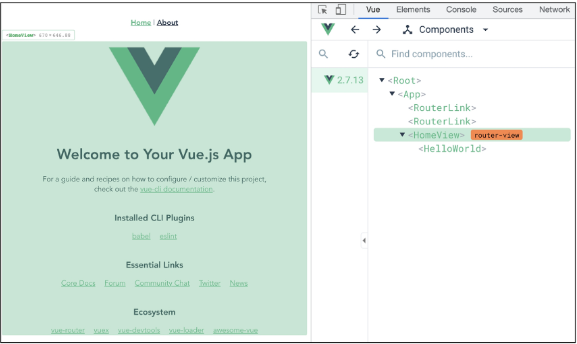 Home | About
<HomeView> 670 × 646.88
Welcome to Your Vue.js App
For a guide and recipes on how to configure / customize this project,
check out the vue-cli documentation.
Installed CLI Plugins
babel eslint
Essential Links
Core Docs Forum Community Chat Twitter News
Ecosystem
vue-router vuex vue-devtools vue-loader awesome-vue
Vue Elements Console Sources Network
Components
Find components...
2.7.13
<Root>
<App>
<RouterLink>
<RouterLink>
<HomeView> router-view
<HelloWorld>